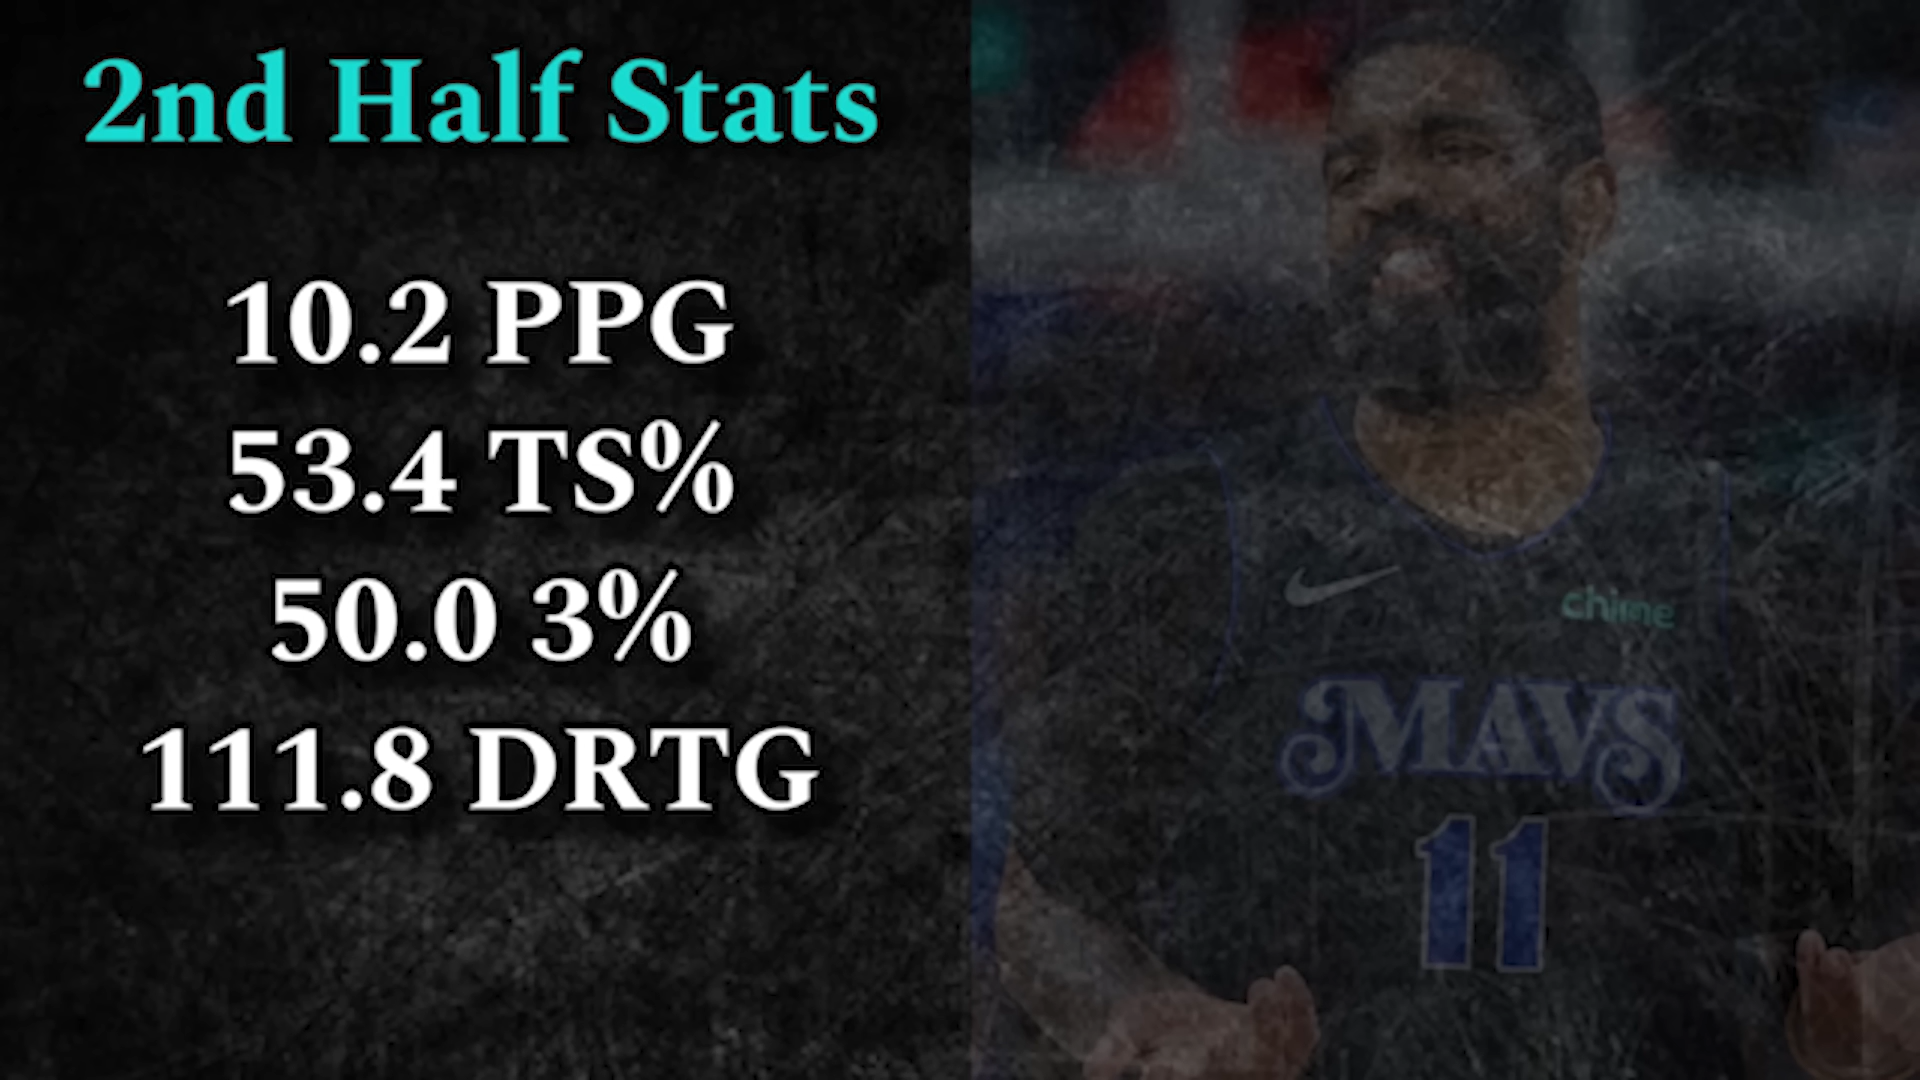 2nd Half Stats
10.2 PPG
53.4 TS%
50.0 3%
111.8 DRTG
chime
MAVS
11